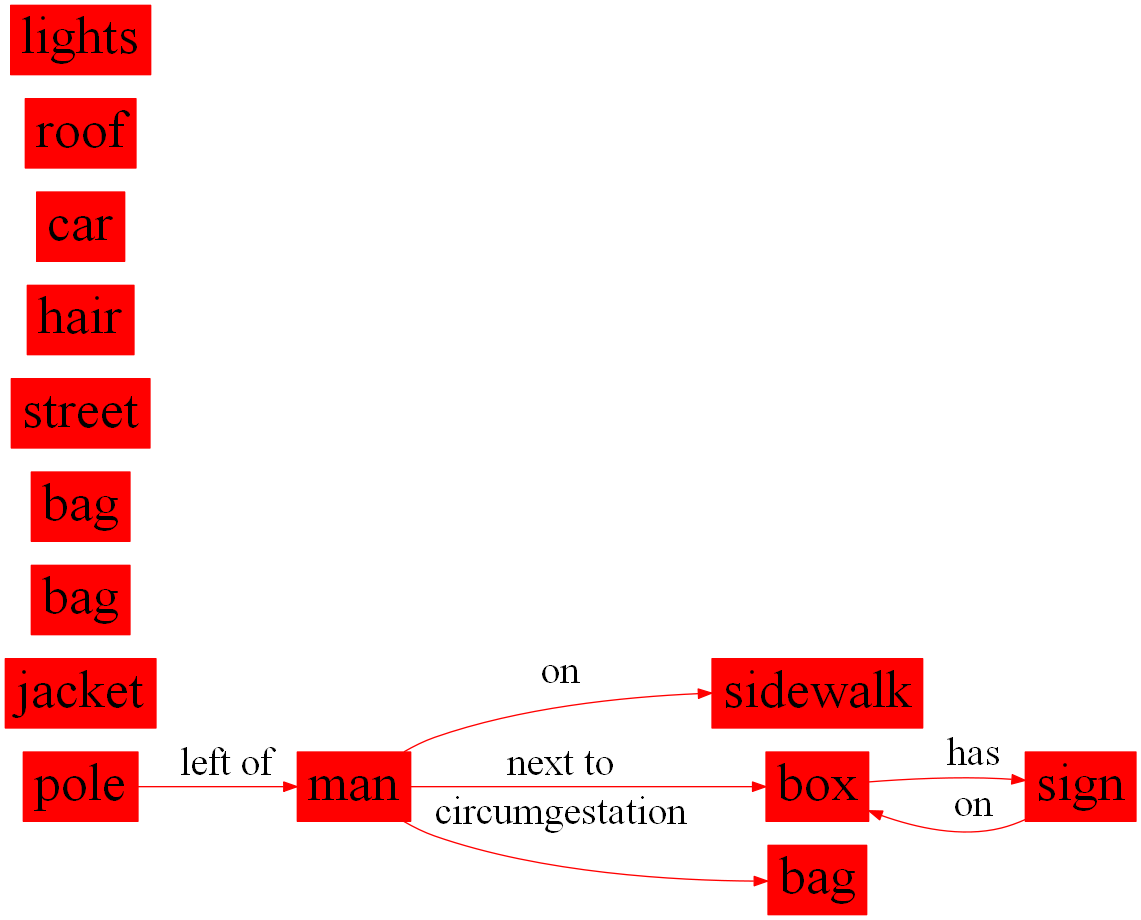 lights
roof
car
hair
street
bag
bag
jacket
on
sidewalk
pole
left of
man
next to
box
has
sign
on
circumgestation
bag